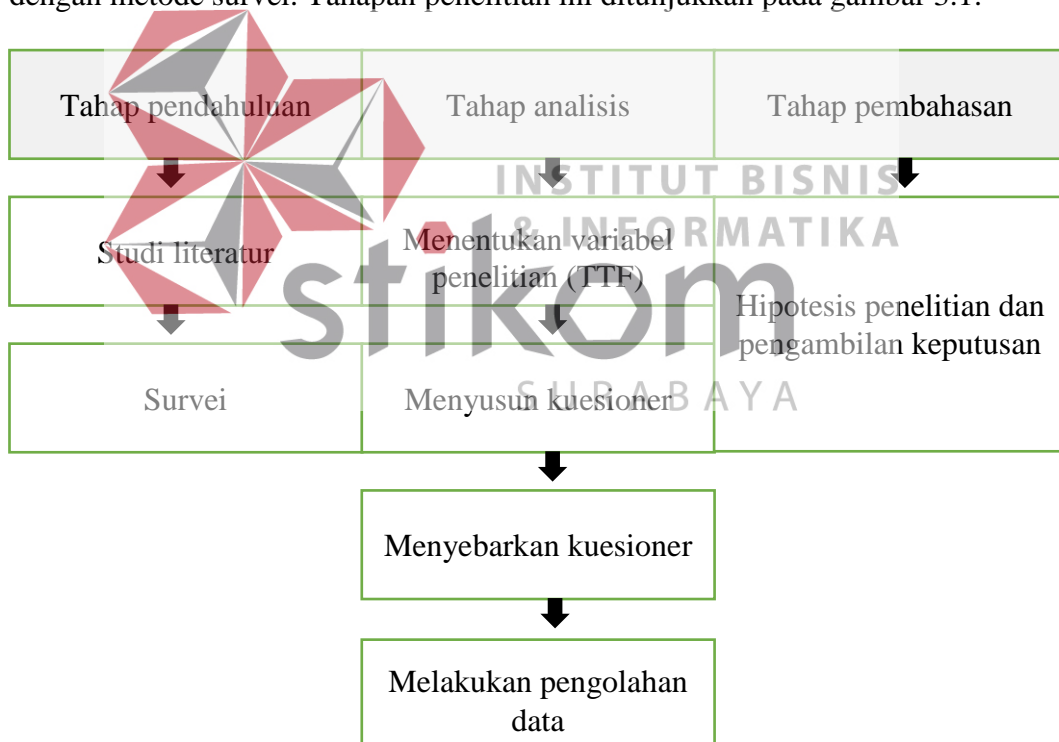 dengan metode survei. Tahapan penelitian ini ditunjukkan pada gambar 3.1.
Tahap pendahuluan
Tahap analisis
Tahap pembahasan
INSTITUT BISNIS
& INFORMATIKA
stikom
SURABAYA
Studi literatur
Menentukan variabel
penelitian (TTF)
Hipotesis penelitian dan
pengambilan keputusan
Survei
Menyusun kuesioner
Menyebarkan kuesioner
Melakukan pengolahan
data